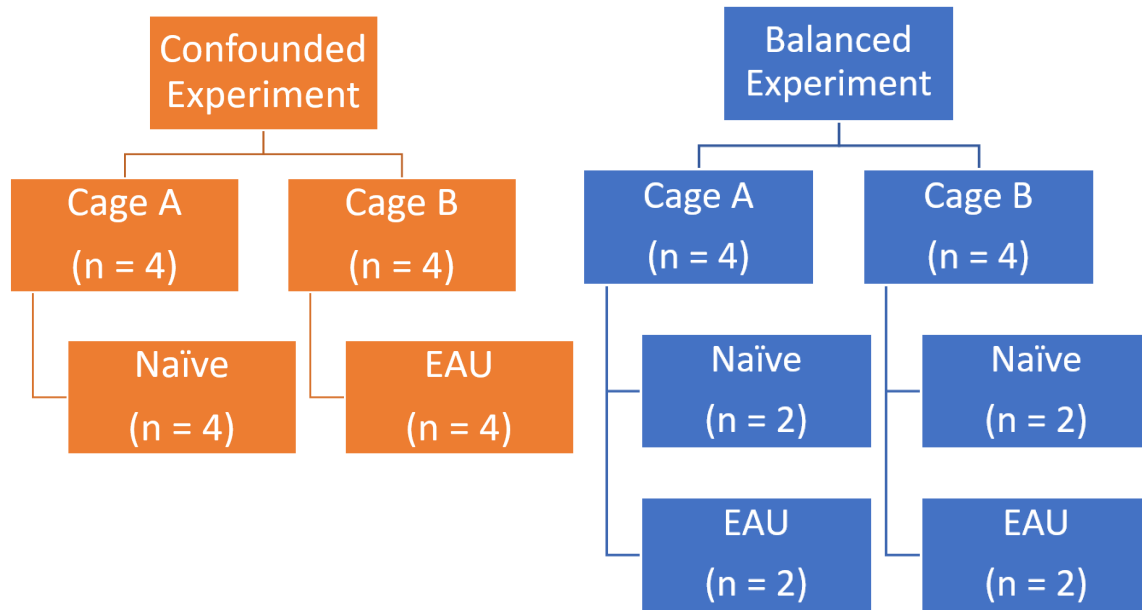 Confounded
Experiment
Cage A
(n = 4)
Cage B
(n = 4)
Naïve
(n = 4)
EAU
(n = 4)
Balanced
Experiment
Cage A
(n = 4)
Cage B
(n = 4)
Naïve
(n = 2)
Naïve
(n = 2)
EAU
(n = 2)
EAU
(n = 2)